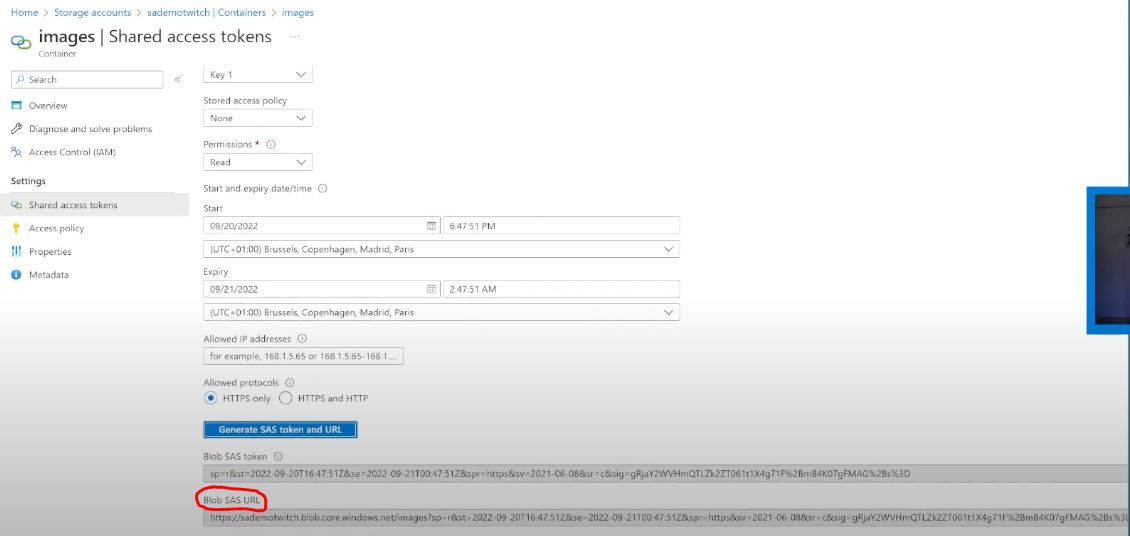 Home > Storage accounts > sademotwitch | Containers > images
images | Shared access tokens ...
Container
Search
«
Overview
Diagnose and solve problems
Access Control (IAM)
Settings
Shared access tokens
Access policy
Properties
Metadata
Key 1
Stored access policy
None
Permissions *
Read
Start and expiry date/time
Start
09/20/2022 6:47:51 PM
(UTC+01:00) Brussels, Copenhagen, Madrid, Paris
Expiry
09/21/2022 2:47:51 AM
(UTC+01:00) Brussels, Copenhagen, Madrid, Paris
Allowed IP addresses
for example, 168.1.5.65 or 168.1.5.65-168.1....
Allowed protocols
HTTPS only HTTPS and HTTP
Generate SAS token and URL
Blob SAS token
sp=r&st=2022-09-20T16:47:51Z&se=2022-09-21T00:47:51Z&spr=https&sv=2021-06-08&sr=c&sig=gRjaY2WVHmQTLZk2ZT061t1X4g71F%2BmB4K07gFMAG%2Bs%3D
Blob SAS URL
https://sademotwitch.blob.core.windows.net/images?sp=r&st=2022-09-20T16:47:51Z&se=2022-09-21T00:47:51Z&spr=https&sv=2021-06-08&sr=c&sig=gRjaY2WVHmQTLZk2ZT061t1X4g71F%2BmB4K07gFMAG%2Bs%3D